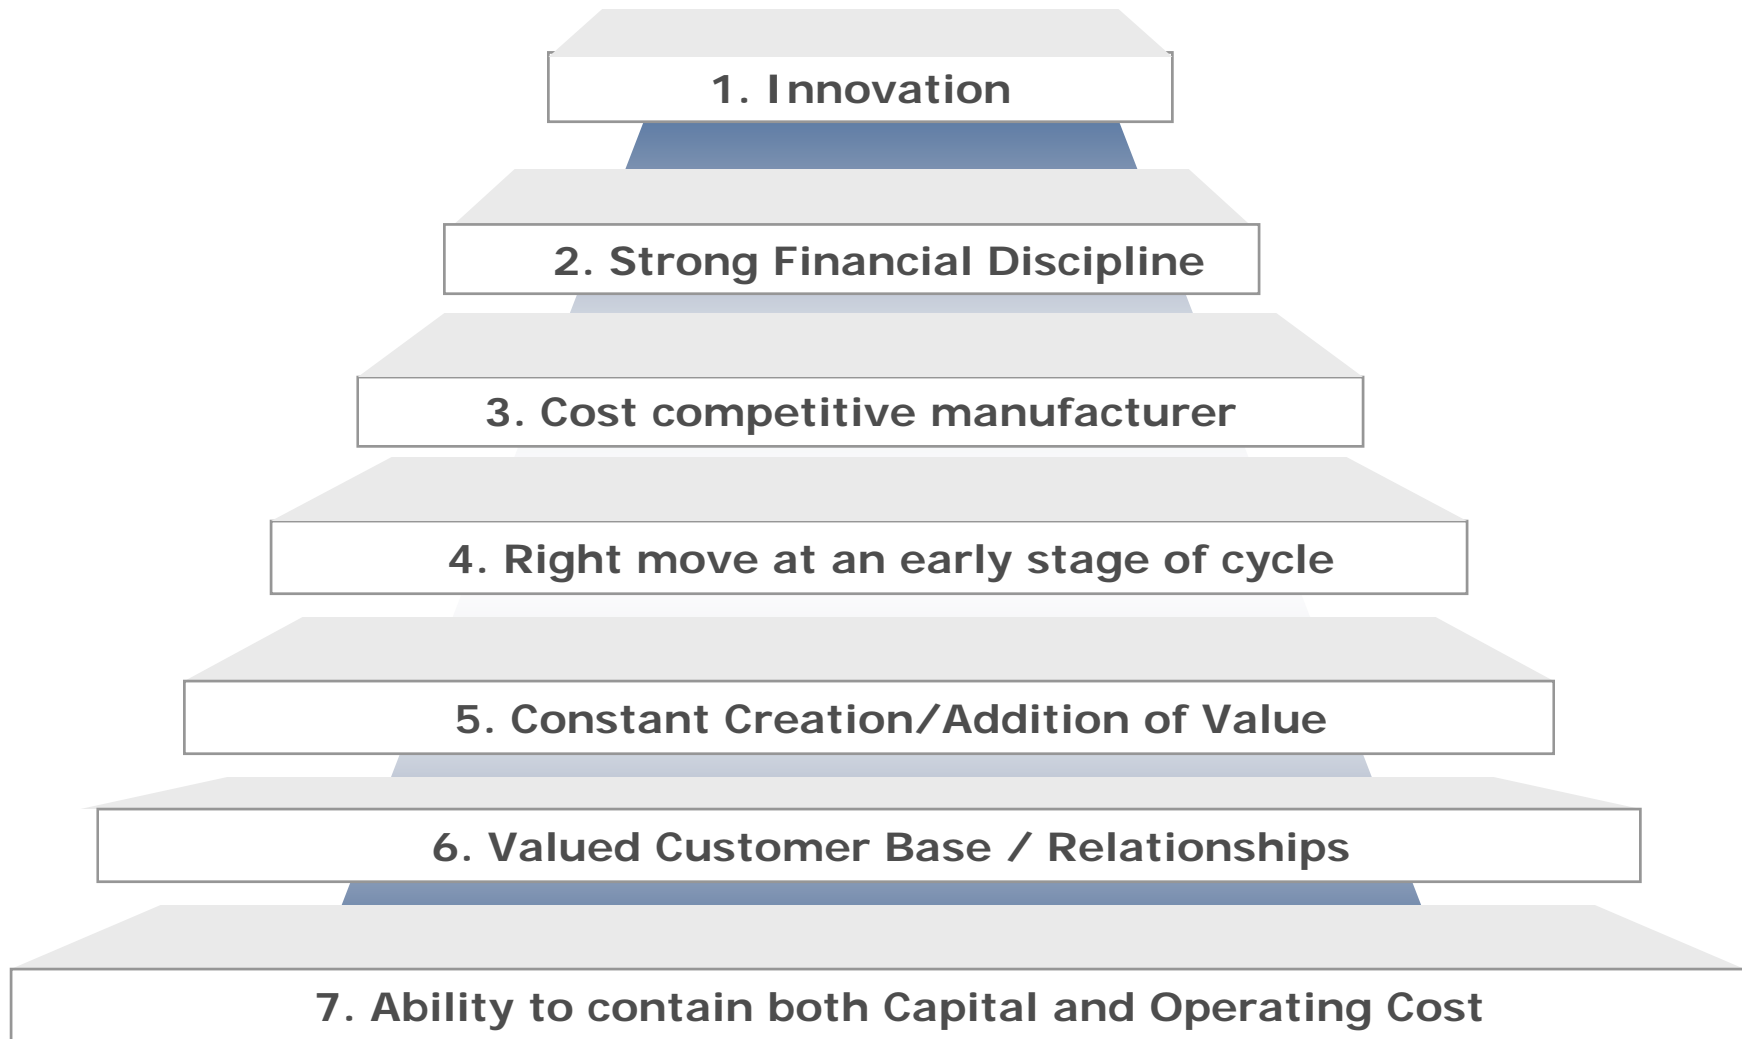 1. Innovation
2. Strong Financial Discipline
3. Cost competitive manufacturer
4. Right move at an early stage of cycle
5. Constant Creation/Addition of Value
6. Valued Customer Base / Relationships
7. Ability to contain both Capital and Operating Cost